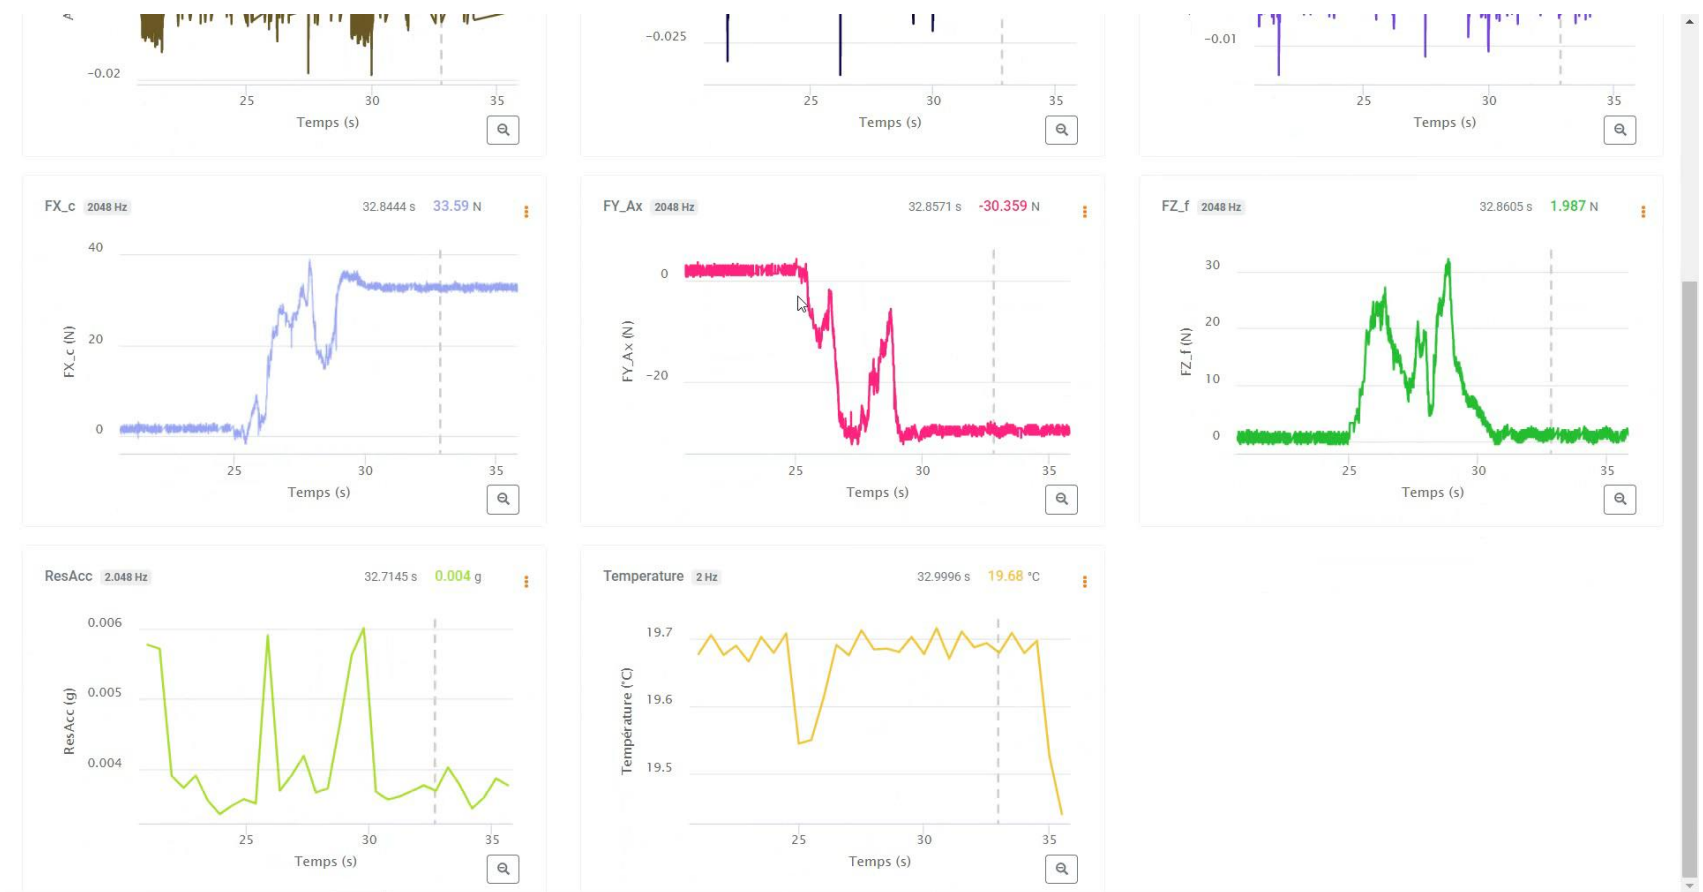 -0.02
25 30 35
Temps (s)
-0.025
25 30 35
Temps (s)
-0.01
25 30 35
Temps (s)
FX_c 2048 Hz 32.8444 s 33.59 N
40
20
0
FX_c (N)
25 30 35
Temps (s)
FY_Ax 2048 Hz 32.8571 s -30.359 N
0
-20
FY_Ax (N)
25 30 35
Temps (s)
FZ_f 2048 Hz 32.8605 s 1.987 N
30
20
10
0
FZ_f (N)
25 30 35
Temps (s)
ResAcc 2.048 Hz 32.7145 s 0.004 g
0.006
0.005
0.004
ResAcc (g)
25 30 35
Temps (s)
Temperature 2 Hz 32.9996 s 19.68 °C
19.7
19.6
19.5
Température (°C)
25 30 35
Temps (s)